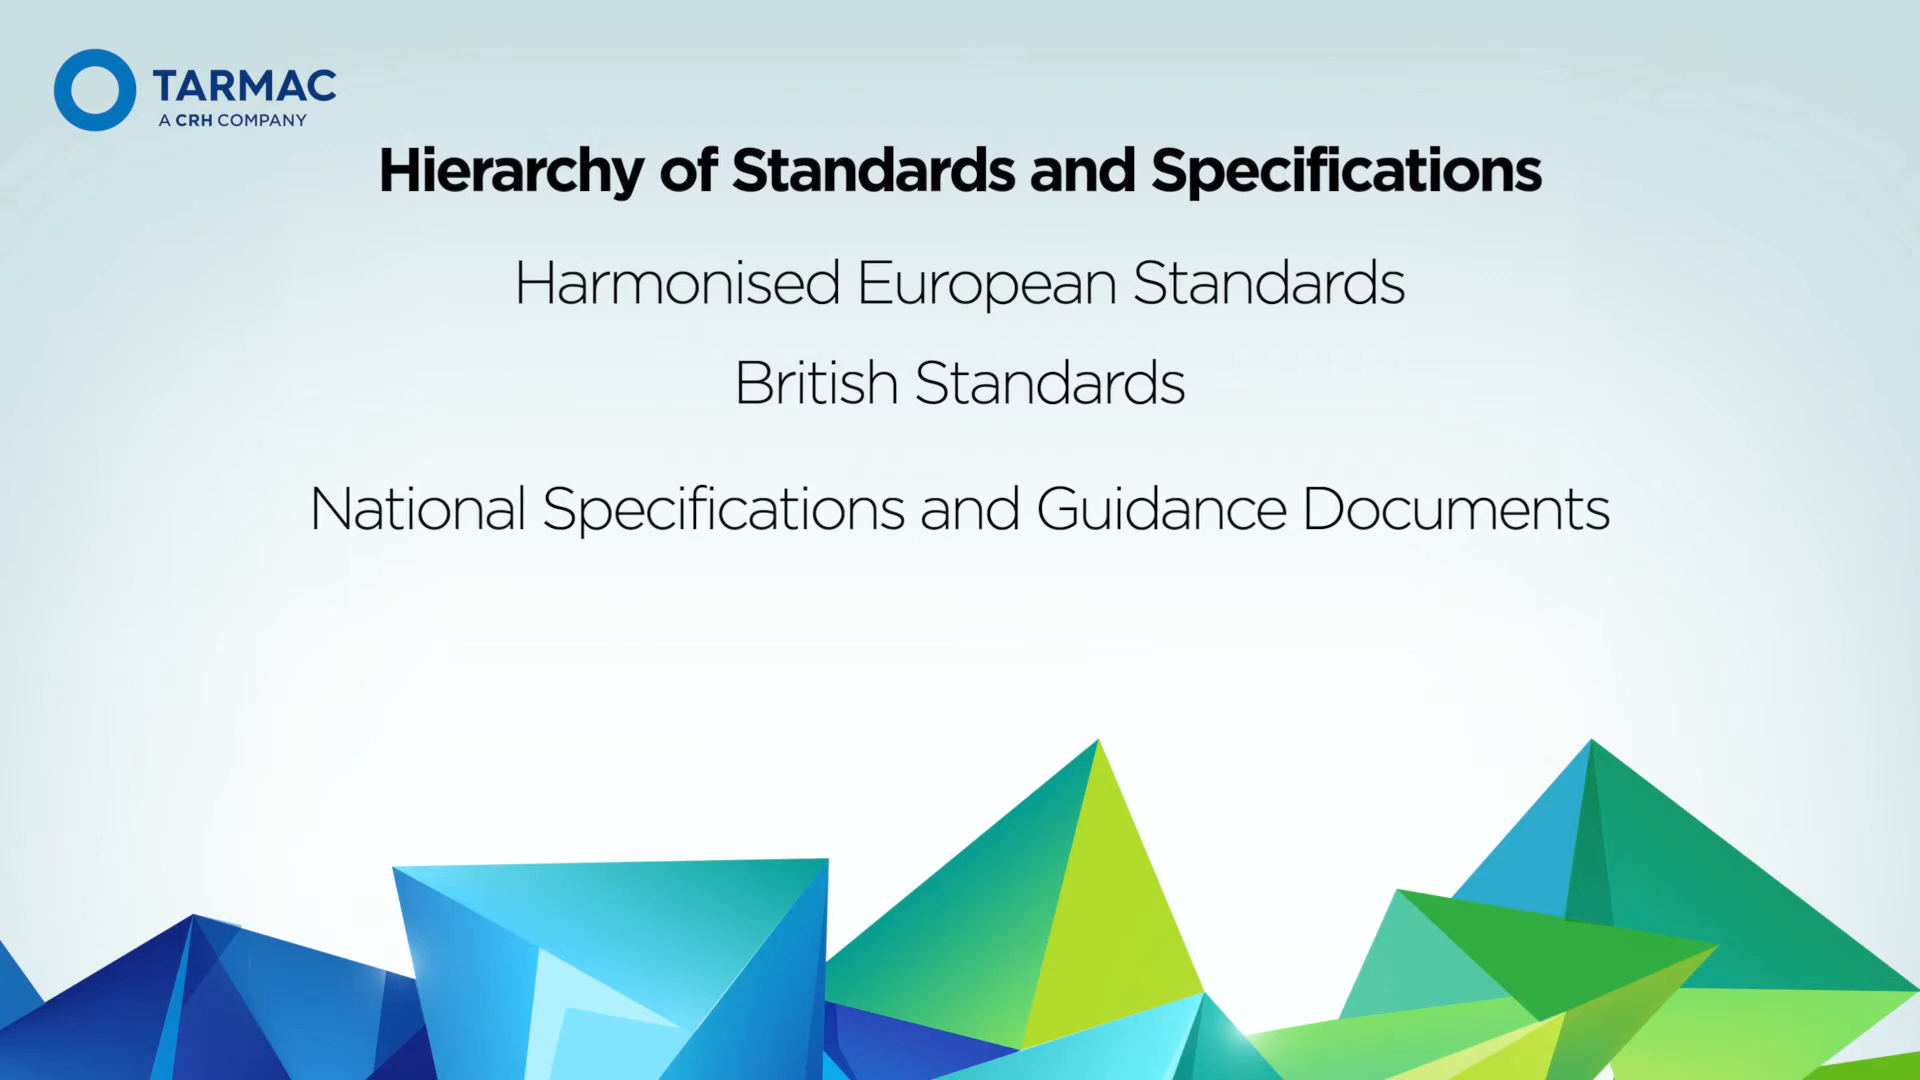 TARMAC
A CRH COMPANY
Hierarchy of Standards and Specifications
Harmonised European Standards
British Standards
National Specifications and Guidance Documents